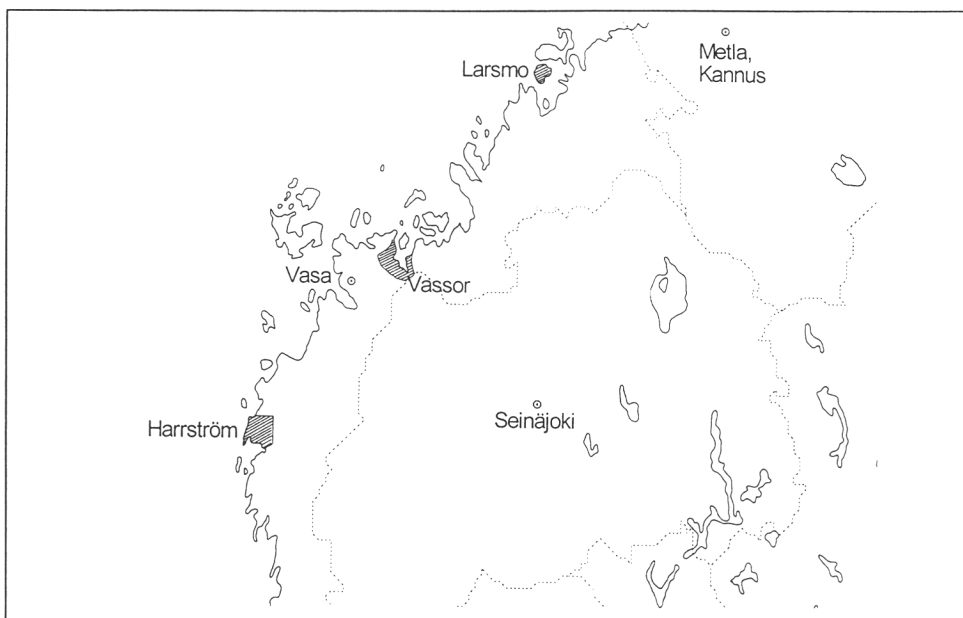 Metla,
Kannus
Larsmo
Vasa
Vassor
Harrström
Seinäjoki